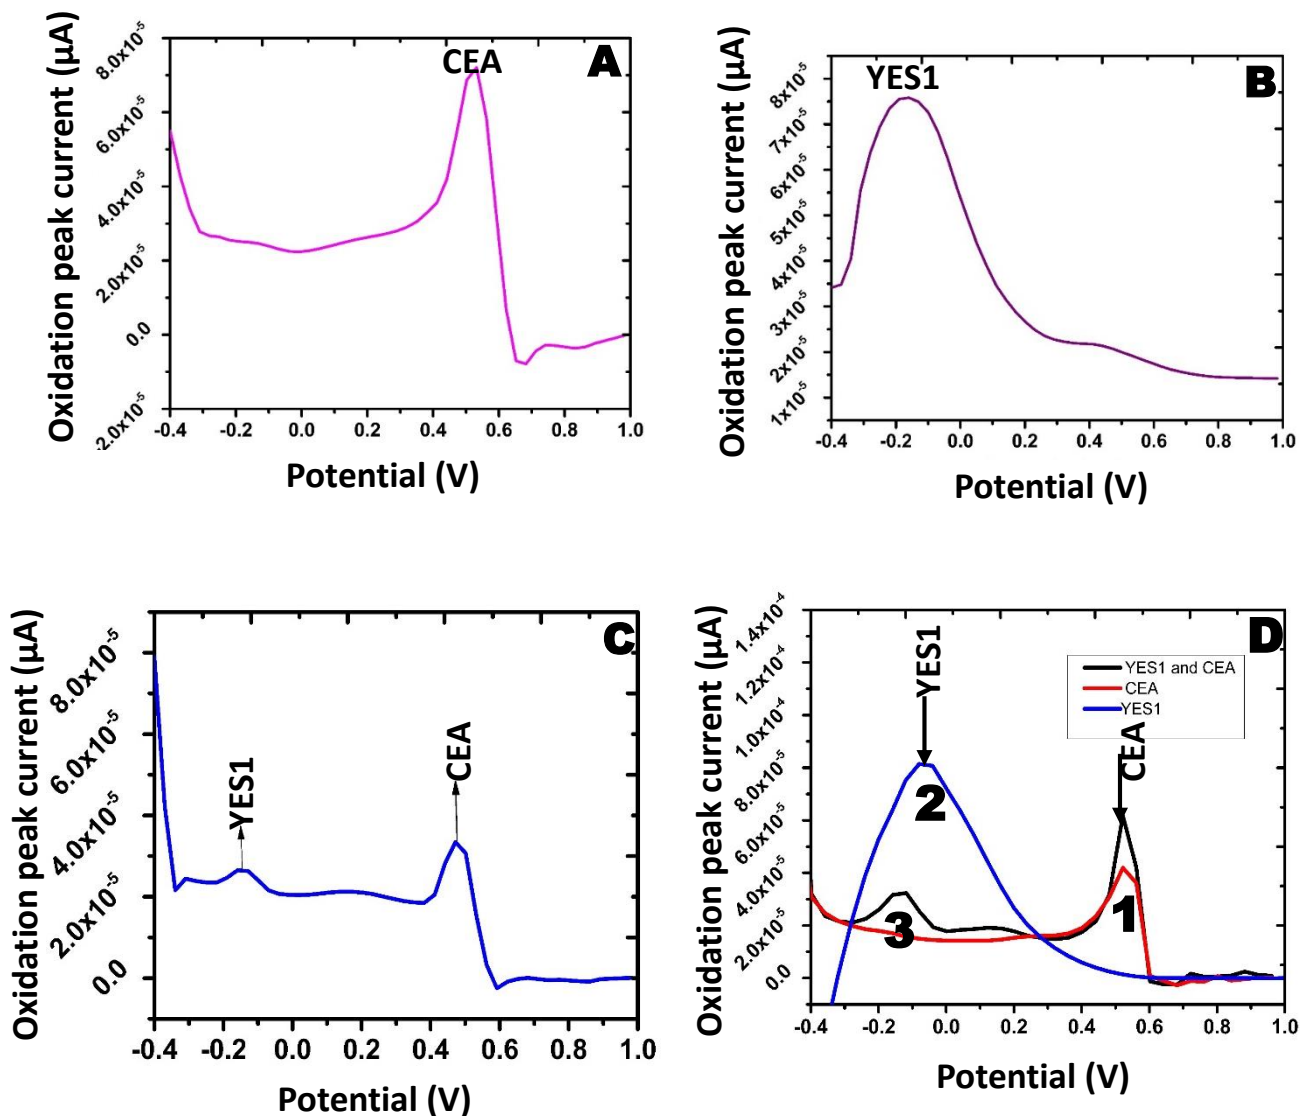 Oxidation peak current (µA)
8.0x10⁻⁵
6.0x10⁻⁵
4.0x10⁻⁵
2.0x10⁻⁵
0.0
-2.0x10⁻⁵
CEA
A
-0.4 -0.2 0.0 0.2 0.4 0.6 0.8 1.0
Potential (V)
Oxidation peak current (µA)
8x10⁻⁵
7x10⁻⁵
6x10⁻⁵
5x10⁻⁵
4x10⁻⁵
3x10⁻⁵
2x10⁻⁵
1x10⁻⁵
YES1
B
-0.4 -0.2 0.0 0.2 0.4 0.6 0.8 1.0
Potential (V)
Oxidation peak current (µA)
8.0x10⁻⁵
6.0x10⁻⁵
4.0x10⁻⁵
2.0x10⁻⁵
0.0
YES1
CEA
C
-0.4 -0.2 0.0 0.2 0.4 0.6 0.8 1.0
Potential (V)
Oxidation peak current (µA)
1.4x10⁻⁴
1.2x10⁻⁴
1.0x10⁻⁴
8.0x10⁻⁵
6.0x10⁻⁵
4.0x10⁻⁵
2.0x10⁻⁵
0.0
YES1
D
YES1 and CEA
CEA
YES1
CEA
2
1
3
-0.4 -0.2 0.0 0.2 0.4 0.6 0.8 1.0
Potential (V)